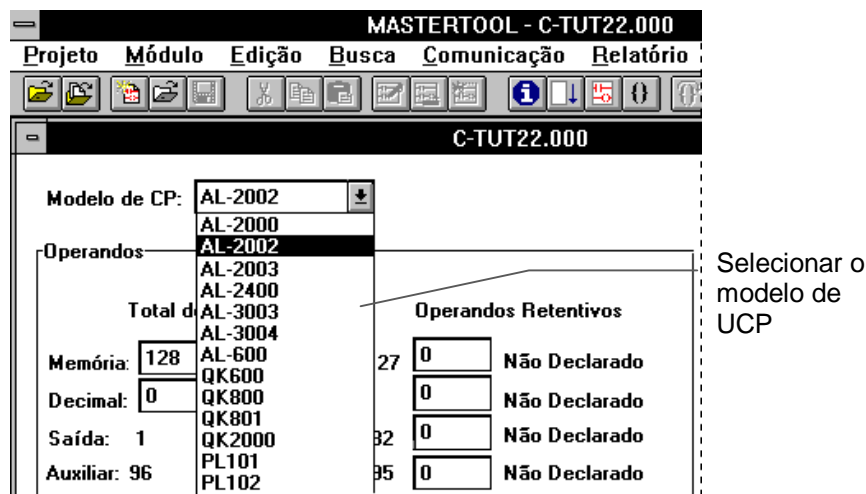 MASTERTOOL - C-TUT22.000
Projeto Módulo Edição Busca Comunicação Relatório
C-TUT22.000
Modelo de CP: AL-2002
AL-2000
AL-2002
AL-2003
AL-2400
AL-3003
AL-3004
AL-600
QK600
QK800
QK801
QK2000
PL101
PL102
Operandos
Total d
Operandos Retentivos
Memória: 128 27 0 Não Declarado
Decimal: 0 0 Não Declarado
Saída: 1 32 0 Não Declarado
Auxiliar: 96 95 0 Não Declarado
Selecionar o
modelo de
UCP